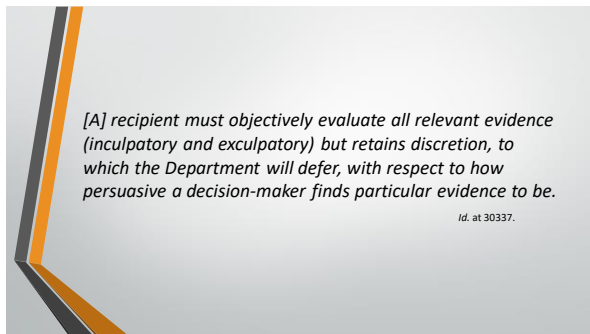 [A] recipient must objectively evaluate all relevant evidence
(inculpatory and exculpatory) but retains discretion, to
which the Department will defer, with respect to how
persuasive a decision-maker finds particular evidence to be.
Id. at 30337.